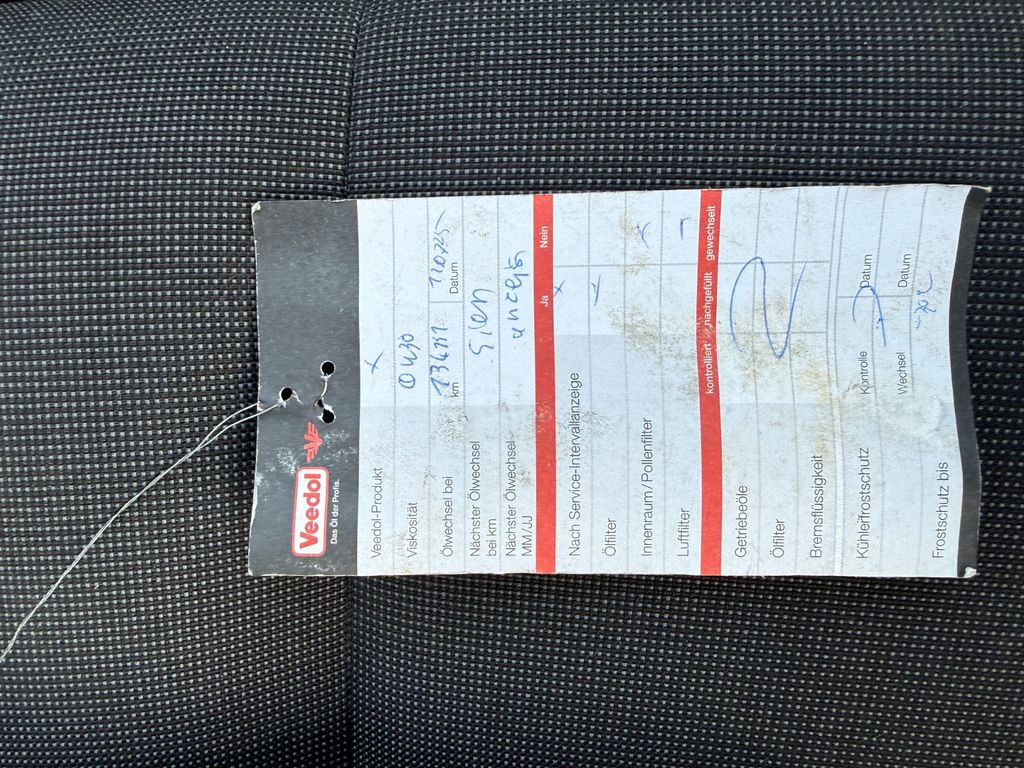 Veedol
Das Öl der Profis.
Veedol-Produkt x
Viskosität 0W30
Ölwechsel bei km Datum
Nächster Ölwechsel
bei km
Nächster Ölwechsel
MM/JJ
Ja Nein
Nach Service-Intervallanzeige x
Ölfilter
Innenraum/Pollenfilter
Luftfilter
kontrolliert nachgefüllt gewechselt
Getriebeöle
Ölfilter
Bremsflüssigkeit
Kühlerfrostschutz Kontrolle Datum
Wechsel Datum
Frostschutz bis